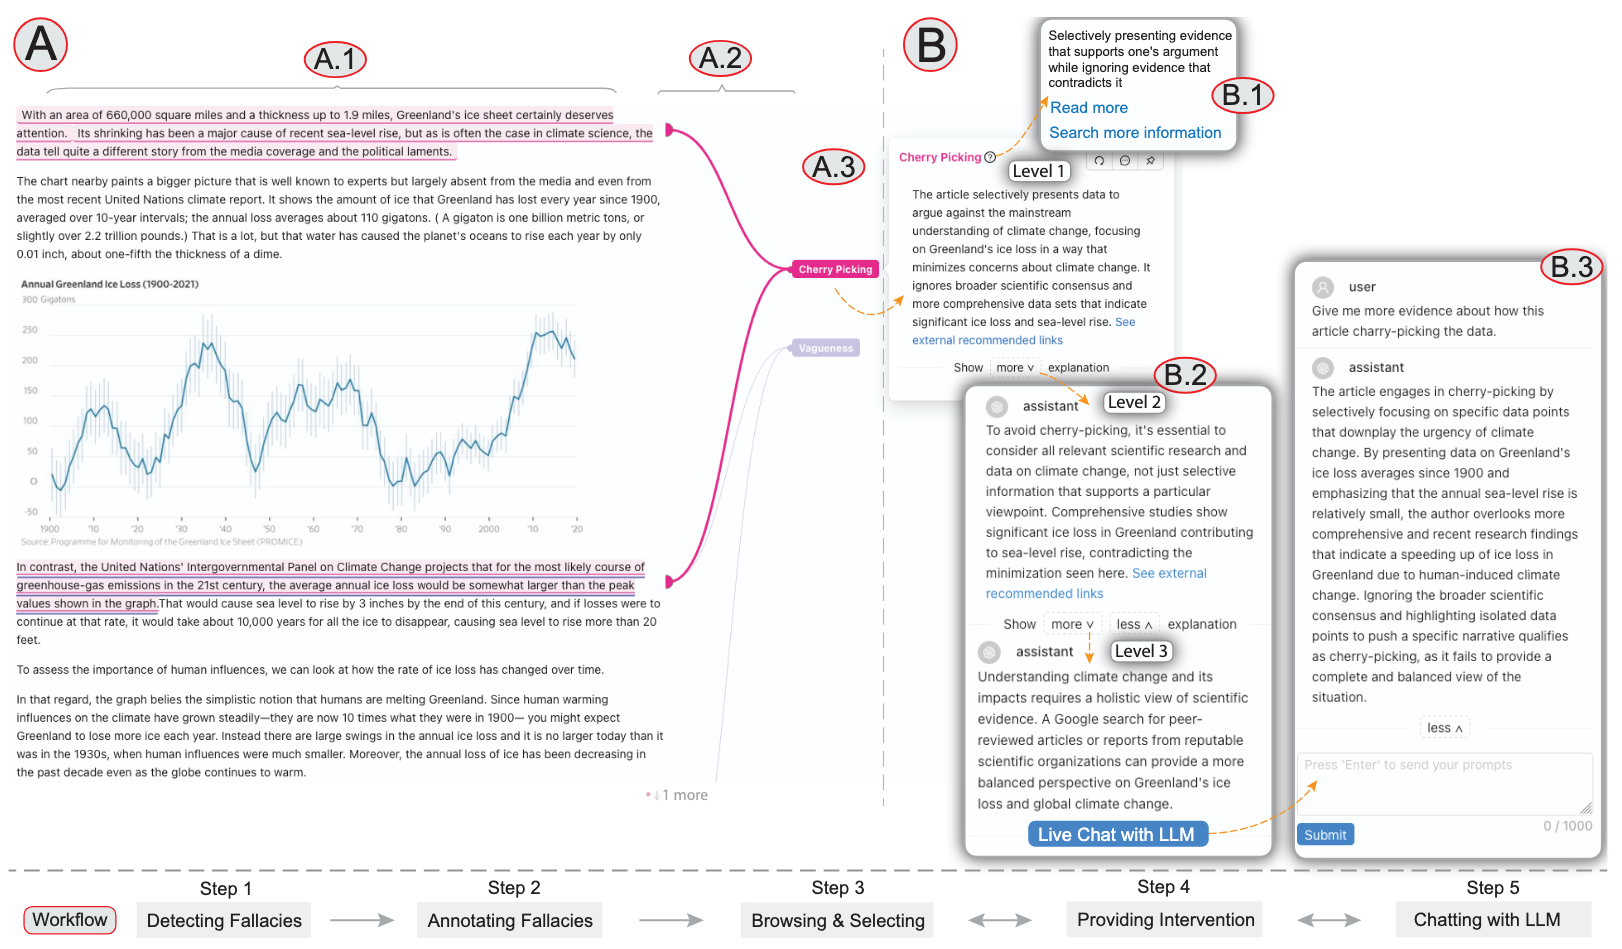 A
A.1
A.2
With an area of 660,000 square miles and a thickness up to 1.9 miles, Greenland's ice sheet certainly deserves
attention. Its shrinking has been a major cause of recent sea-level rise, but as is often the case in climate science, the
data tell quite a different story from the media coverage and the political laments.
The chart nearby paints a bigger picture that is well known to experts but largely absent from the media and even from
the most recent United Nations climate report. It shows the amount of ice that Greenland has lost every year since 1900,
averaged over 10-year intervals; the annual loss averages about 110 gigatons. ( A gigaton is one billion metric tons, or
slightly over 2.2 trillion pounds.) That is a lot, but that water has caused the planet's oceans to rise each year by only
0.01 inch, about one-fifth the thickness of a dime.
Annual Greenland Ice Loss (1900-2021)
300 Gigatons
250
200
150
100
50
0
-50
1900 '10 '20 '30 '40 '50 '60 '70 '80 '90 2000 '10 '20
Source: Programme for Monitoring of the Greenland Ice Sheet (PROMICE)
In contrast, the United Nations' Intergovernmental Panel on Climate Change projects that for the most likely course of
greenhouse-gas emissions in the 21st century, the average annual ice loss would be somewhat larger than the peak
values shown in the graph.That would cause sea level to rise by 3 inches by the end of this century, and if losses were to
continue at that rate, it would take about 10,000 years for all the ice to disappear, causing sea level to rise more than 20
feet.
To assess the importance of human influences, we can look at how the rate of ice loss has changed over time.
In that regard, the graph belies the simplistic notion that humans are melting Greenland. Since human warming
influences on the climate have grown steadily—they are now 10 times what they were in 1900— you might expect
Greenland to lose more ice each year. Instead there are large swings in the annual ice loss and it is no larger today than it
was in the 1930s, when human influences were much smaller. Moreover, the annual loss of ice has been decreasing in
the past decade even as the globe continues to warm.
↓1 more
A.3
Cherry Picking
Vagueness
B
Selectively presenting evidence
that supports one's argument
while ignoring evidence that
contradicts it
Read more
Search more information
B.1
Cherry Picking ?
Level 1
The article selectively presents data to
argue against the mainstream
understanding of climate change, focusing
on Greenland's ice loss in a way that
minimizes concerns about climate change. It
ignores broader scientific consensus and
more comprehensive data sets that indicate
significant ice loss and sea-level rise. See
external recommended links
Show more ∨ explanation
B.2
assistant
Level 2
To avoid cherry-picking, it's essential to
consider all relevant scientific research and
data on climate change, not just selective
information that supports a particular
viewpoint. Comprehensive studies show
significant ice loss in Greenland contributing
to sea-level rise, contradicting the
minimization seen here. See external
recommended links
Show more ∨ less ∧ explanation
assistant
Level 3
Understanding climate change and its
impacts requires a holistic view of scientific
evidence. A Google search for peer-
reviewed articles or reports from reputable
scientific organizations can provide a more
balanced perspective on Greenland's ice
loss and global climate change.
Live Chat with LLM
B.3
user
Give me more evidence about how this
article charry-picking the data.
assistant
The article engages in cherry-picking by
selectively focusing on specific data points
that downplay the urgency of climate
change. By presenting data on Greenland's
ice loss averages since 1900 and
emphasizing that the annual sea-level rise is
relatively small, the author overlooks more
comprehensive and recent research findings
that indicate a speeding up of ice loss in
Greenland due to human-induced climate
change. Ignoring the broader scientific
consensus and highlighting isolated data
points to push a specific narrative qualifies
as cherry-picking, as it fails to provide a
complete and balanced view of the
situation.
less ∧
Press 'Enter' to send your prompts
0 / 1000
Submit
Step 1 Step 2 Step 3 Step 4 Step 5
Workflow Detecting Fallacies Annotating Fallacies Browsing & Selecting Providing Intervention Chatting with LLM